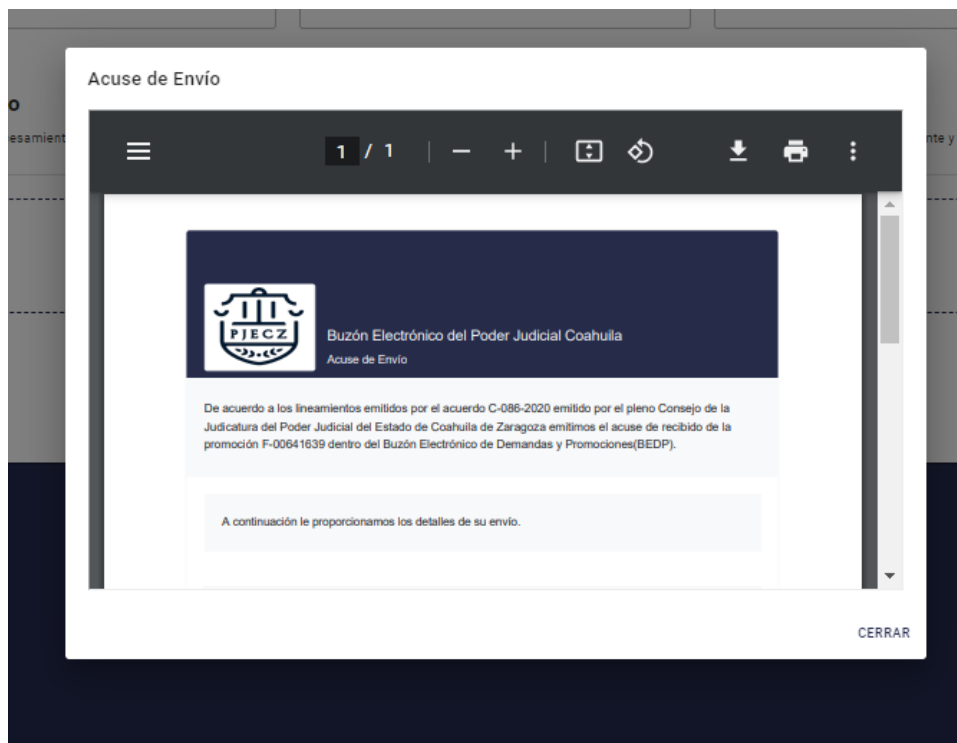 Acuse de Envío
o
esamient
nte y
1 / 1
PJECZ
Buzón Electrónico del Poder Judicial Coahuila
Acuse de Envío
De acuerdo a los lineamientos emitidos por el acuerdo C-086-2020 emitido por el pleno Consejo de la
Judicatura del Poder Judicial del Estado de Coahuila de Zaragoza emitimos el acuse de recibido de la
promoción F-00641639 dentro del Buzón Electrónico de Demandas y Promociones(BEDP).
A continuación le proporcionamos los detalles de su envío.
CERRAR